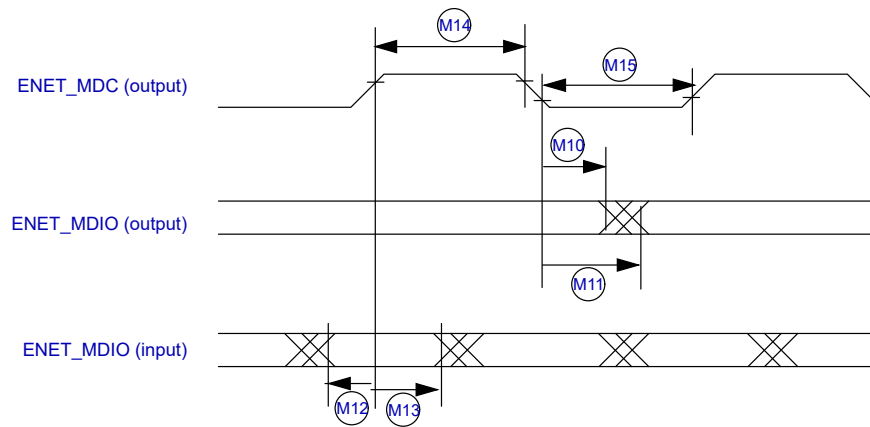 M14
ENET_MDC (output)
M15
M10
ENET_MDIO (output)
M11
ENET_MDIO (input)
M12
M13